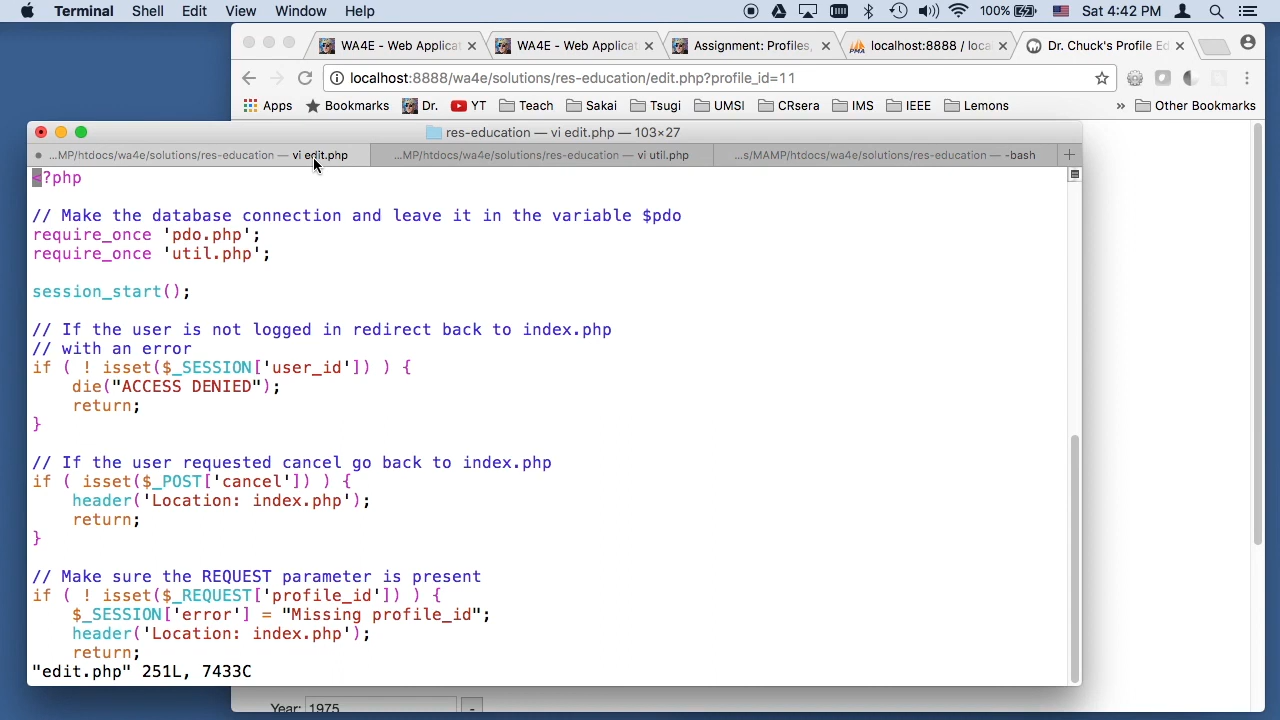 Terminal Shell Edit View Window Help 100% Sat 4:42 PM
WA4E - Web Applicat WA4E - Web Applicat Assignment: Profiles, localhost:8888 / loca Dr. Chuck's Profile Ed
localhost:8888/wa4e/solutions/res-education/edit.php?profile_id=11
Apps Bookmarks Dr. YT Teach Sakai Tsugi UMSI CRsera IMS IEEE Lemons » Other Bookmarks
res-education — vi edit.php — 103×27
...MP/htdocs/wa4e/solutions/res-education — vi edit.php ...MP/htdocs/wa4e/solutions/res-education — vi util.php ...s/MAMP/htdocs/wa4e/solutions/res-education — -bash
<?php
// Make the database connection and leave it in the variable $pdo
require_once 'pdo.php';
require_once 'util.php';
session_start();
// If the user is not logged in redirect back to index.php
// with an error
if ( ! isset($_SESSION['user_id']) ) {
die("ACCESS DENIED");
return;
}
// If the user requested cancel go back to index.php
if ( isset($_POST['cancel']) ) {
header('Location: index.php');
return;
}
// Make sure the REQUEST parameter is present
if ( ! isset($_REQUEST['profile_id']) ) {
$_SESSION['error'] = "Missing profile_id";
header('Location: index.php');
return;
"edit.php" 251L, 7433C
Year: 1975 -